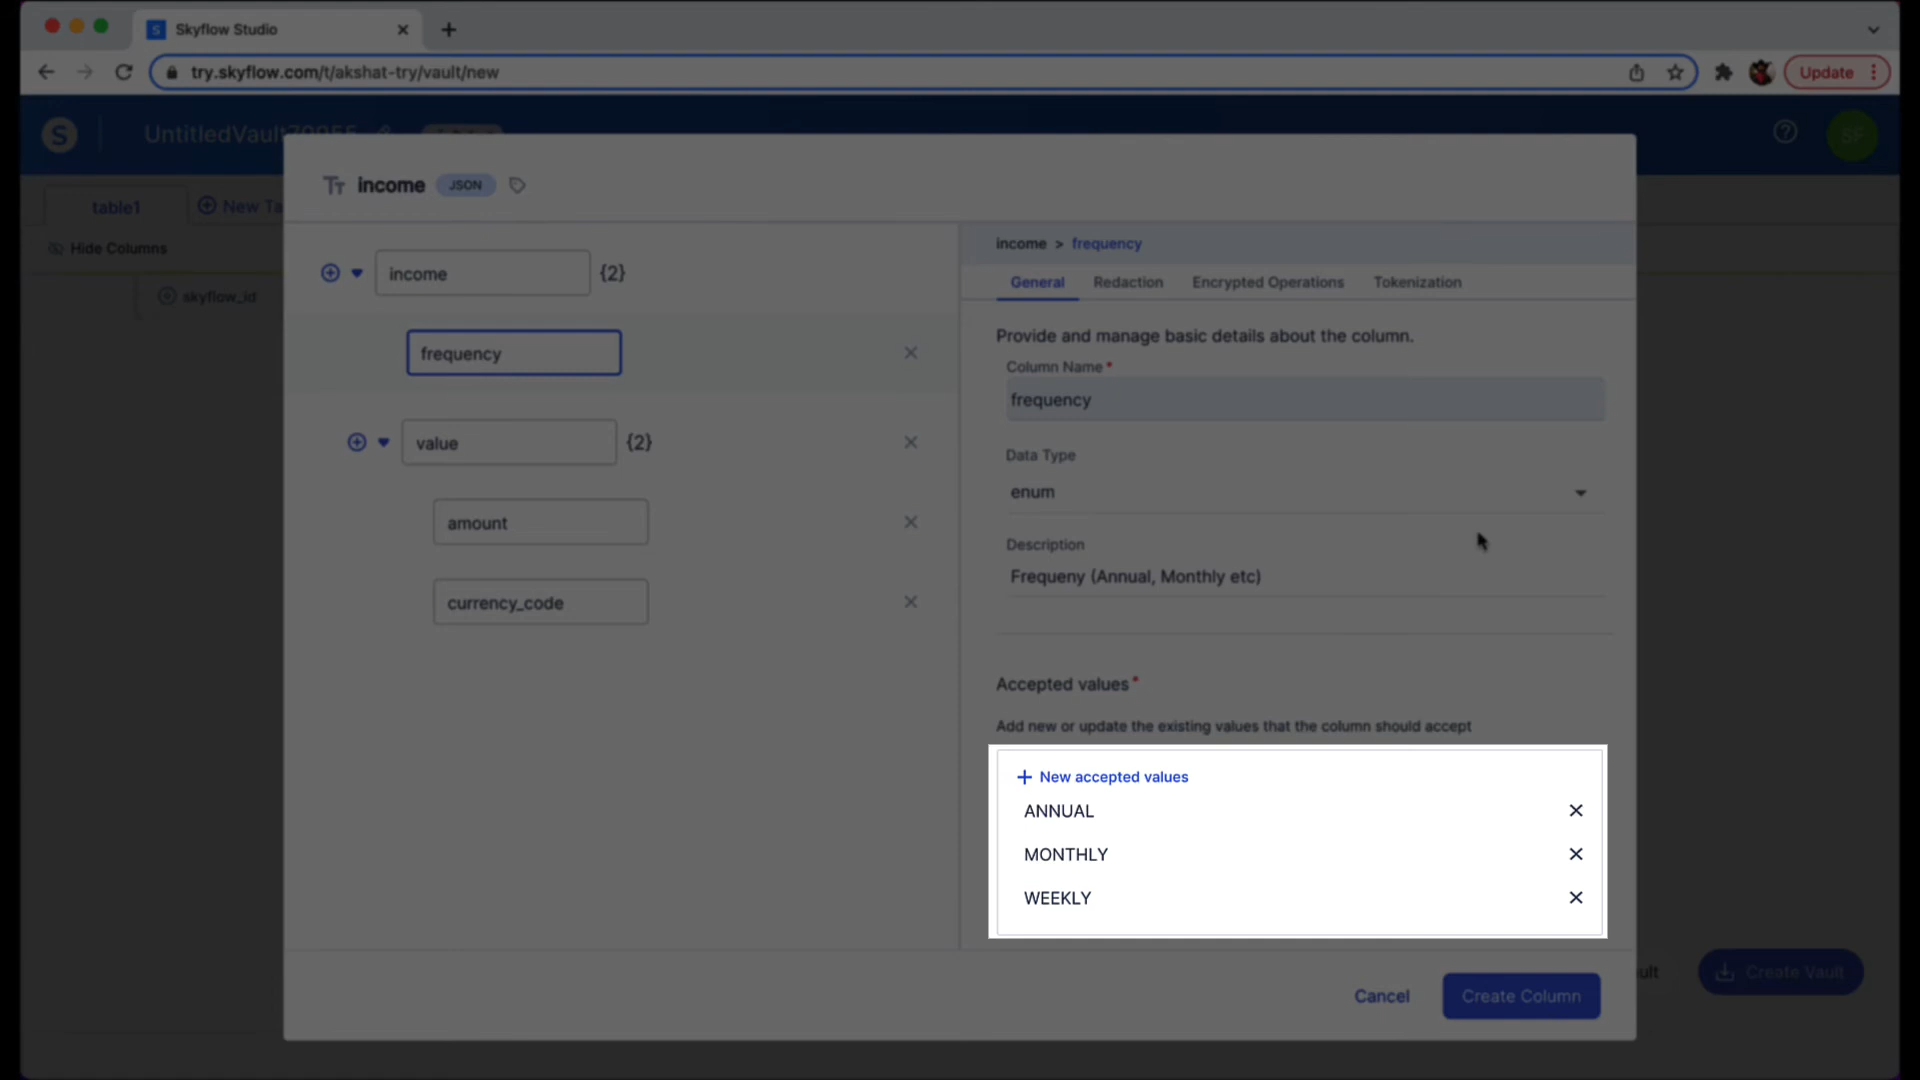 Skyflow Studio
try.skyflow.com/t/akshat-try/vault/new
Update
S
UntitledVault70955
SF
table1
New Ta
Hide Columns
skyflow_id
income JSON
income {2}
frequency
value {2}
amount
currency_code
income > frequency
General Redaction Encrypted Operations Tokenization
Provide and manage basic details about the column.
Column Name *
frequency
Data Type
enum
Description
Frequeny (Annual, Monthly etc)
Accepted values *
Add new or update the existing values that the column should accept
+ New accepted values
ANNUAL
MONTHLY
WEEKLY
Cancel Create Column
ult
Create Vault